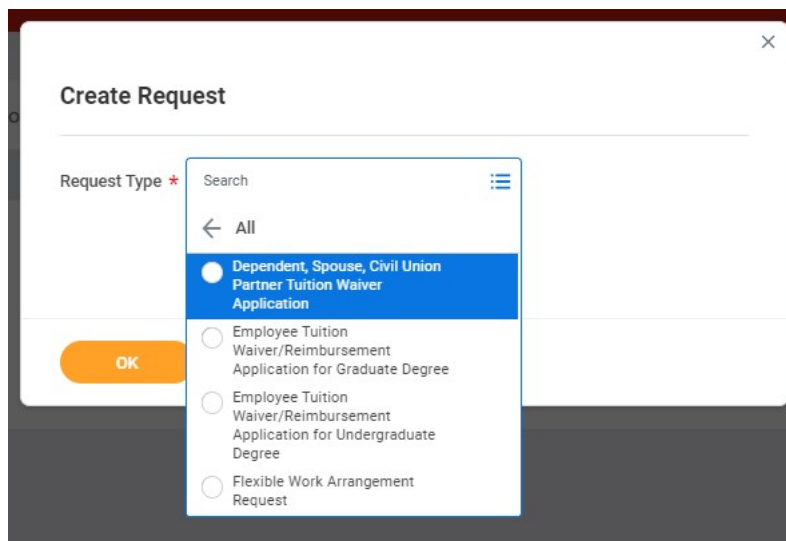 Create Request
Request Type *
Search
All
Dependent, Spouse, Civil Union
Partner Tuition Waiver
Application
Employee Tuition
Waiver/Reimbursement
Application for Graduate Degree
Employee Tuition
Waiver/Reimbursement
Application for Undergraduate
Degree
Flexible Work Arrangement
Request
OK